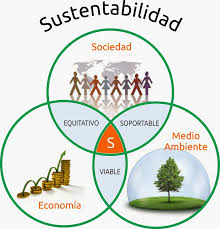 Sustentabilidad
Sociedad
EQUITATIVO
SOPORTABLE
S
Medio
Ambiente
VIABLE
Economía